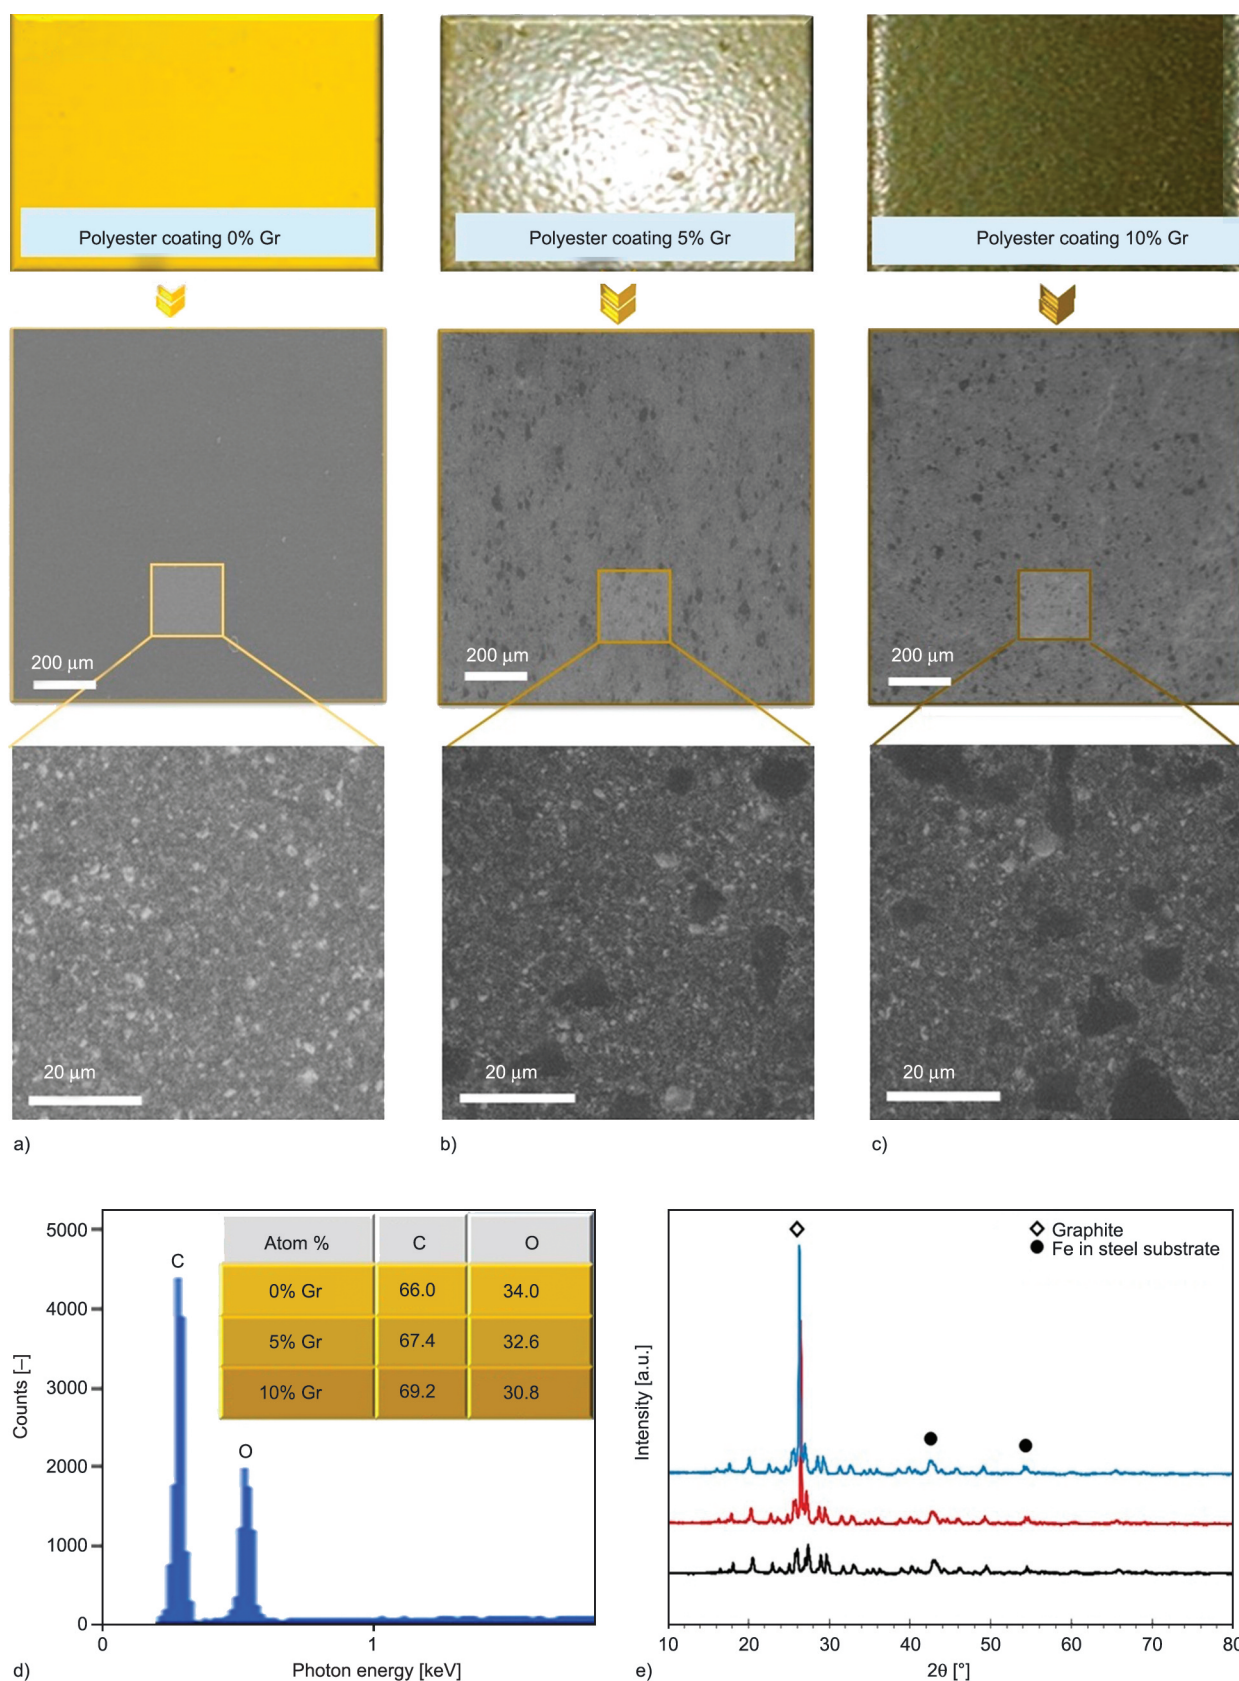 Polyester coating 0% Gr
Polyester coating 5% Gr
Polyester coating 10% Gr
200 μm
200 μm
200 μm
20 μm
20 μm
20 μm
a)
b)
c)
5000
4000
3000
2000
1000
0
Counts [–]
C
O
Atom % C O
0% Gr 66.0 34.0
5% Gr 67.4 32.6
10% Gr 69.2 30.8
0 1
d)
Photon energy [keV]
Intensity [a.u.]
Graphite
Fe in steel substrate
10 20 30 40 50 60 70 80
e)
2θ [°]